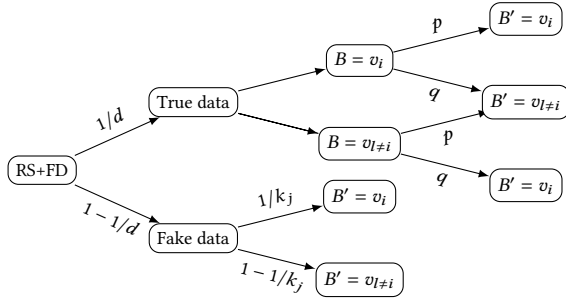 p
B′ = v_i
B = v_i
q
True data
B′ = v_{l≠i}
1/d
p
B = v_{l≠i}
q
B′ = v_i
RS+FD
1/k_j
B′ = v_i
1 − 1/d
Fake data
1 − 1/k_j
B′ = v_{l≠i}